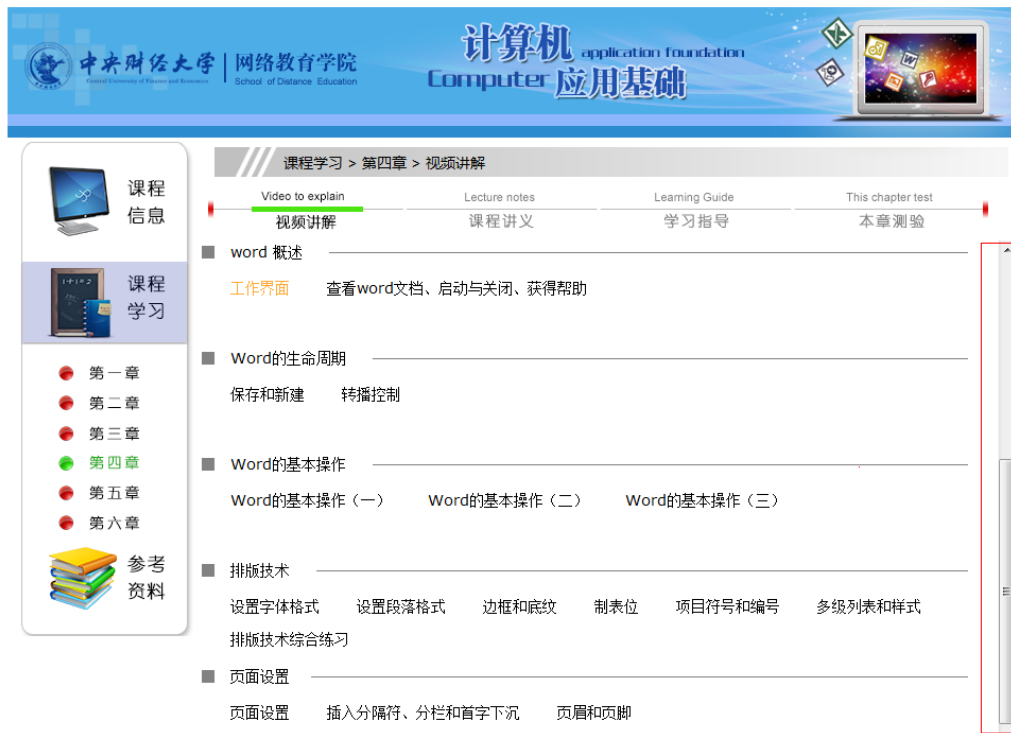 中央财经大学 网络教育学院
Central University of Finance and Economics School of Distance Education
计算机 application foundation
Computer 应用基础
课程信息
课程学习
第一章
第二章
第三章
第四章
第五章
第六章
参考资料
课程学习 > 第四章 > 视频讲解
Video to explain Lecture notes Learning Guide This chapter test
视频讲解 课程讲义 学习指导 本章测验
word 概述
工作界面 查看word文档、启动与关闭、获得帮助
Word的生命周期
保存和新建 转播控制
Word的基本操作
Word的基本操作（一） Word的基本操作（二） Word的基本操作（三）
排版技术
设置字体格式 设置段落格式 边框和底纹 制表位 项目符号和编号 多级列表和样式
排版技术综合练习
页面设置
页面设置 插入分隔符、分栏和首字下沉 页眉和页脚